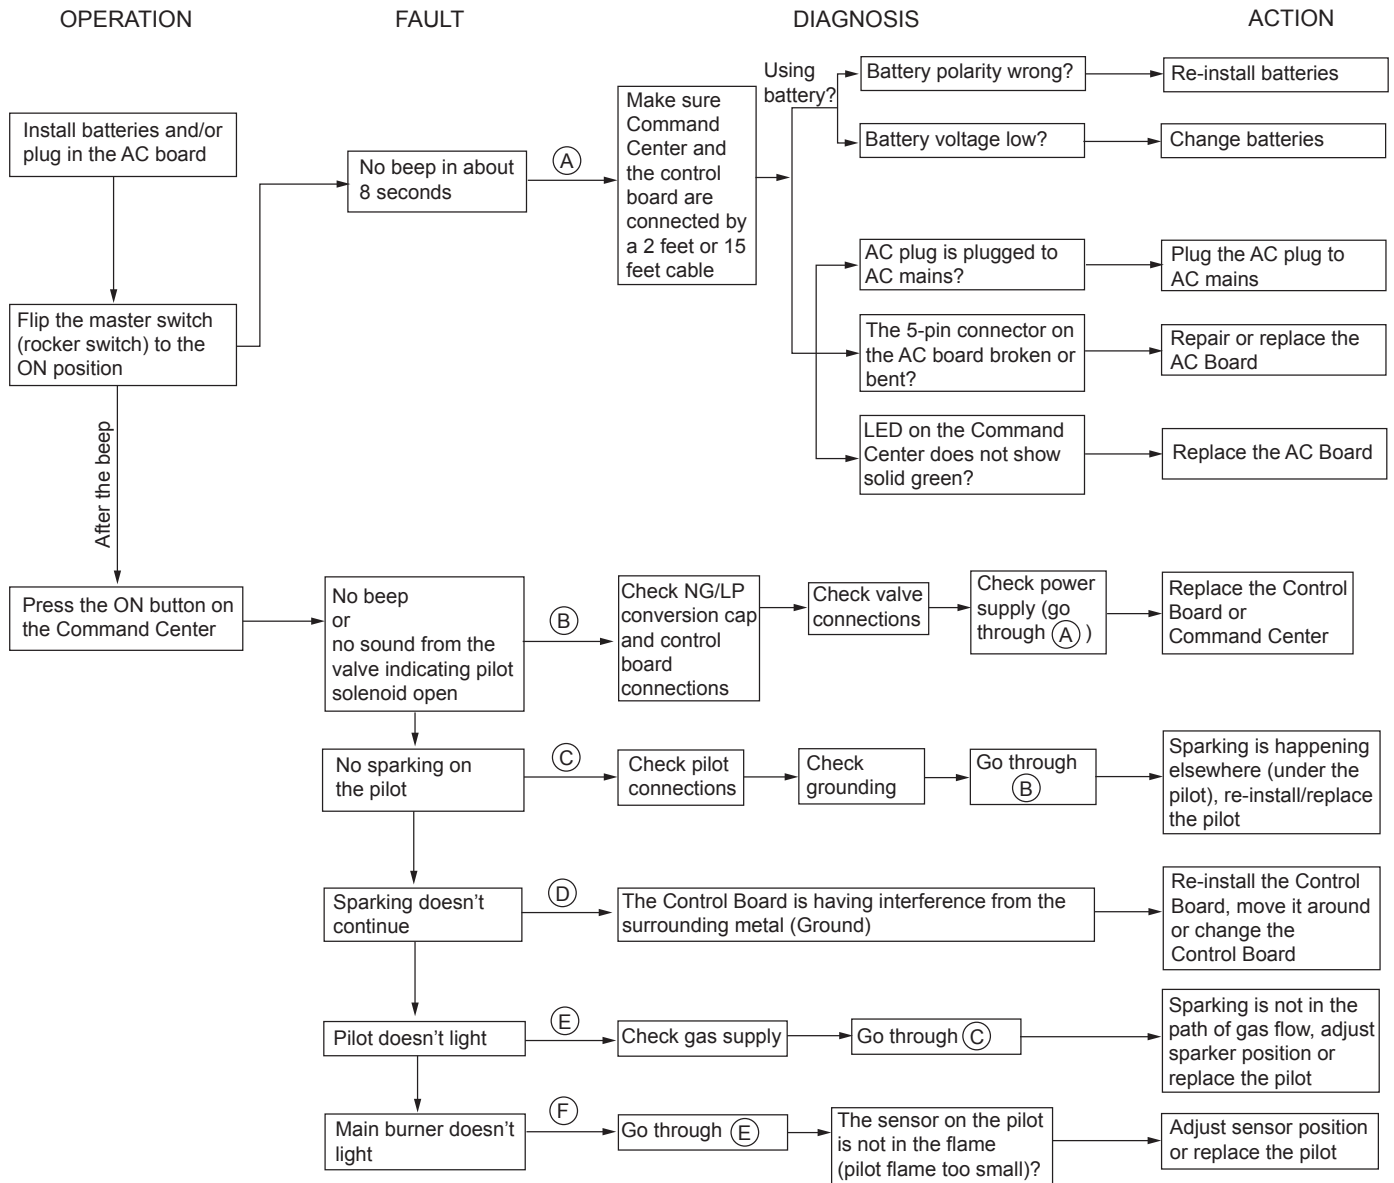 OPERATION
FAULT
DIAGNOSIS
ACTION
Install batteries and/or
plug in the AC board
Flip the master switch
(rocker switch) to the
ON position
After the beep
Press the ON button on
the Command Center
No beep in about
8 seconds
A
Make sure
Command
Center and
the control
board are
connected by
a 2 feet or 15
feet cable
Using
battery?
Battery polarity wrong?
Re-install batteries
Battery voltage low?
Change batteries
AC plug is plugged to
AC mains?
Plug the AC plug to
AC mains
The 5-pin connector on
the AC board broken or
bent?
Repair or replace the
AC Board
LED on the Command
Center does not show
solid green?
Replace the AC Board
No beep
or
no sound from the
valve indicating pilot
solenoid open
B
Check NG/LP
conversion cap
and control
board
connections
Check valve
connections
Check power
supply (go
through A )
Replace the Control
Board or
Command Center
No sparking on
the pilot
C
Check pilot
connections
Check
grounding
Go through
B
Sparking is happening
elsewhere (under the
pilot), re-install/replace
the pilot
Sparking doesn't
continue
D
The Control Board is having interference from the
surrounding metal (Ground)
Re-install the Control
Board, move it around
or change the
Control Board
Pilot doesn't light
E
Check gas supply
Go through C
Sparking is not in the
path of gas flow, adjust
sparker position or
replace the pilot
Main burner doesn't
light
F
Go through E
The sensor on the pilot
is not in the flame
(pilot flame too small)?
Adjust sensor position
or replace the pilot